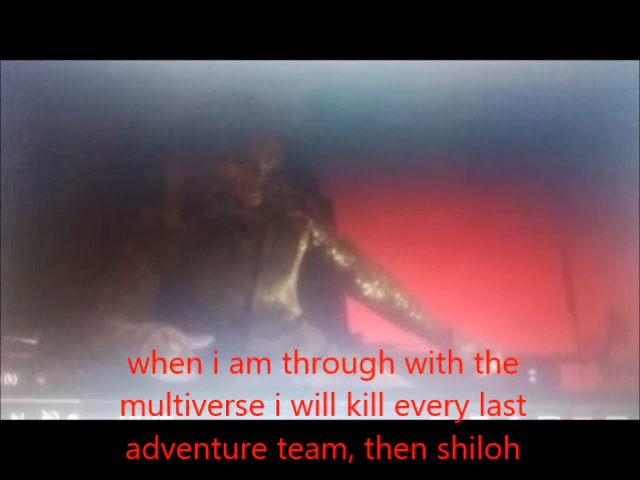 when i am through with the
multiverse i will kill every last
adventure team, then shiloh